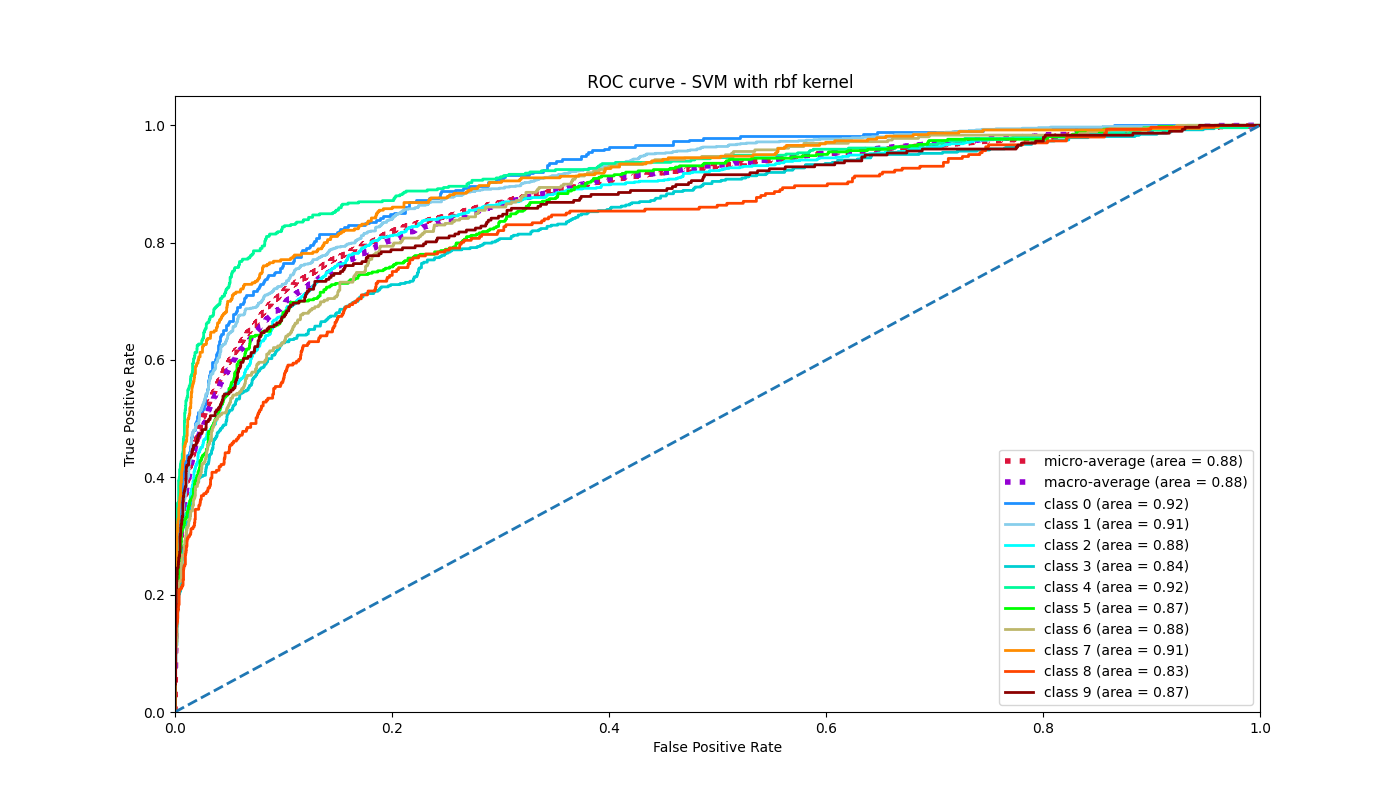 ROC curve - SVM with rbf kernel
1.0
0.8
0.6
0.4
0.2
0.0
True Positive Rate
0.0 0.2 0.4 0.6 0.8 1.0
False Positive Rate
micro-average (area = 0.88)
macro-average (area = 0.88)
class 0 (area = 0.92)
class 1 (area = 0.91)
class 2 (area = 0.88)
class 3 (area = 0.84)
class 4 (area = 0.92)
class 5 (area = 0.87)
class 6 (area = 0.88)
class 7 (area = 0.91)
class 8 (area = 0.83)
class 9 (area = 0.87)